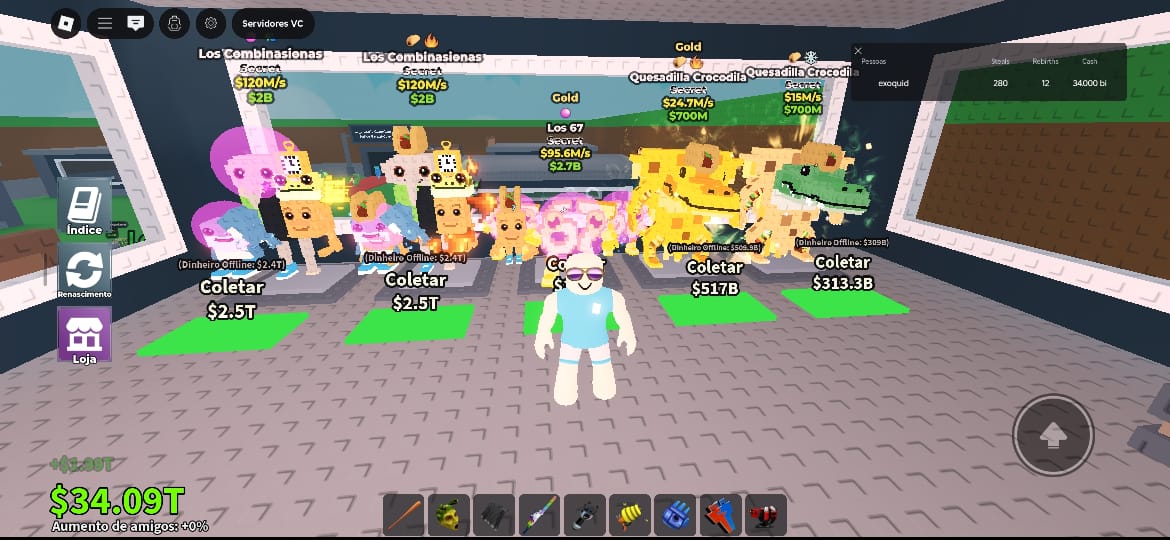 Servidores VC
Pessoas
Steals
Rebirths
Cash
exoquid
280
12
34.000 bi
Los Combinasionas
Secret
$120M/s
$2B
Los Combinasionas
Secret
$120M/s
$2B
Gold
Los 67
Secret
$95.6M/s
$2.7B
Gold
Quesadilla Crocodila
Secret
$24.7M/s
$700M
Quesadilla Crocodila
Secret
$15M/s
$700M
Índice
Renascimento
Loja
(Dinheiro Offline: $2.4T)
Coletar
$2.5T
(Dinheiro Offline: $2.4T)
Coletar
$2.5T
(Dinheiro Offline: $509.9B)
Coletar
$517B
(Dinheiro Offline: $309B)
Coletar
$313.3B
$34.09T
Aumento de amigos: +0%